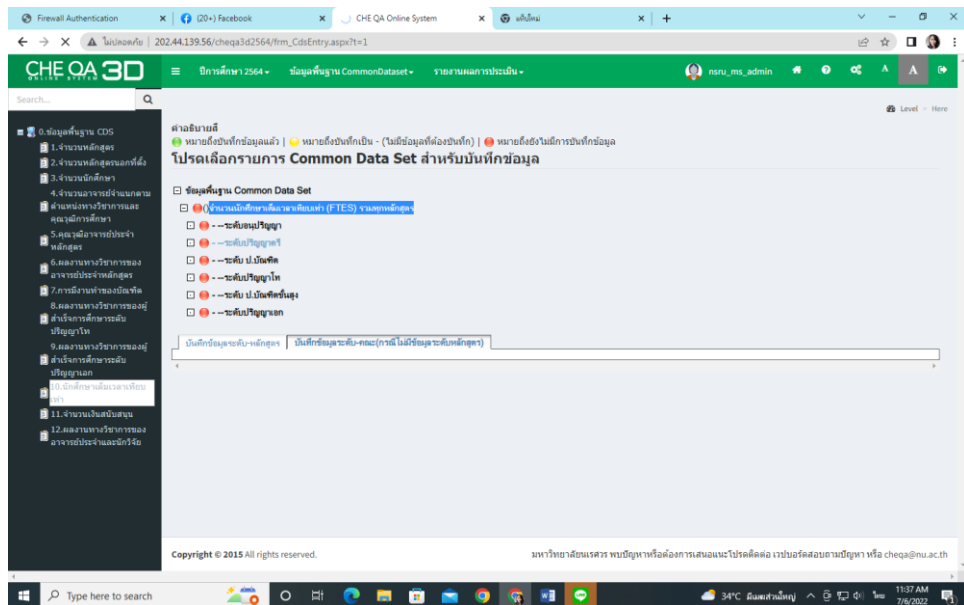 Firewall Authentication
(20+) Facebook
CHE QA Online System
แท็บใหม่
ไม่ปลอดภัย | 202.44.139.56/cheqa3d2564/frm_CdsEntry.aspx?t=1
CHE QA 3D
ONLINE SYSTEM
ปีการศึกษา 2564
ข้อมูลพื้นฐาน CommonDataset
รายงานผลการประเมิน
nsru_ms_admin
A
A
Search...
Level > Here
0.ข้อมูลพื้นฐาน CDS
1.จำนวนหลักสูตร
2.จำนวนหลักสูตรนอกที่ตั้ง
3.จำนวนนักศึกษา
4.จำนวนอาจารย์จำแนกตาม
ตำแหน่งทางวิชาการและ
คุณวุฒิการศึกษา
5.คุณวุฒิอาจารย์ประจำ
หลักสูตร
6.ผลงานทางวิชาการของ
อาจารย์ประจำหลักสูตร
7.การมีงานทำของบัณฑิต
8.ผลงานทางวิชาการของผู้
สำเร็จการศึกษาระดับ
ปริญญาโท
9.ผลงานทางวิชาการของผู้
สำเร็จการศึกษาระดับ
ปริญญาเอก
10.นักศึกษาเต็มเวลาเทียบ
เท่า
11.จำนวนเงินสนับสนุน
12.ผลงานทางวิชาการของ
อาจารย์ประจำและนักวิจัย
คำอธิบายสี
หมายถึงบันทึกข้อมูลแล้ว | หมายถึงบันทึกเป็น - (ไม่มีข้อมูลที่ต้องบันทึก) | หมายถึงยังไม่มีการบันทึกข้อมูล
โปรดเลือกรายการ Common Data Set สำหรับบันทึกข้อมูล
ข้อมูลพื้นฐาน Common Data Set
()จำนวนนักศึกษาเต็มเวลาเทียบเท่า (FTES) รวมทุกหลักสูตร
- --ระดับอนุปริญญา
- --ระดับปริญญาตรี
- --ระดับ ป.บัณฑิต
- --ระดับปริญญาโท
- --ระดับ ป.บัณฑิตขั้นสูง
- --ระดับปริญญาเอก
บันทึกข้อมูลระดับ-หลักสูตร
บันทึกข้อมูลระดับ-คณะ(กรณีไม่มีข้อมูลระดับหลักสูตร)
Copyright © 2015 All rights reserved.
มหาวิทยาลัยนเรศวร พบปัญหาหรือต้องการเสนอแนะโปรดติดต่อ เวปบอร์ดสอบถามปัญหา หรือ cheqa@nu.ac.th
Type here to search
34°C มีแดดส่วนใหญ่
ไทย
11:37 AM
7/6/2022